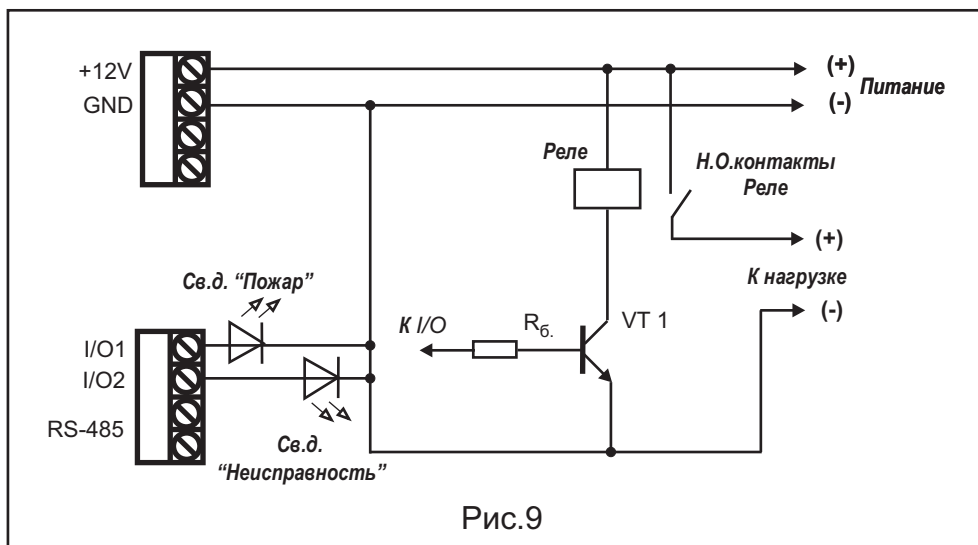 +12V
GND
(+)
Питание
(-)
Реле
Н.О.контакты
Реле
(+)
К нагрузке
(-)
Св.д. “Пожар”
I/O1
I/O2
RS-485
Св.д.
“Неисправность”
К I/O
Rб.
VT 1
Рис.9